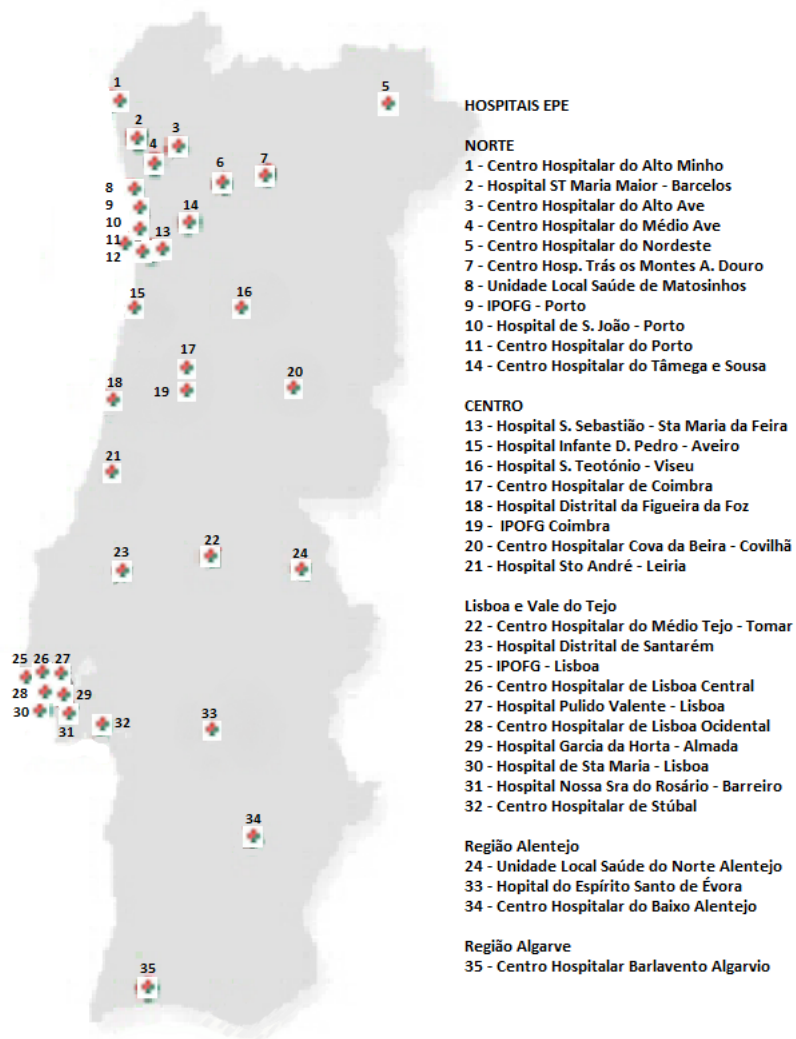 1
5
2
3
4
6
7
8
9
10
14
11
13
12
15
16
17
18
19
20
21
22
23
24
25
26
27
28
29
30
31
32
33
34
35
HOSPITAIS EPE
NORTE
1 - Centro Hospitalar do Alto Minho
2 - Hospital ST Maria Maior - Barcelos
3 - Centro Hospitalar do Alto Ave
4 - Centro Hospitalar do Médio Ave
5 - Centro Hospitalar do Nordeste
7 - Centro Hosp. Trás os Montes A. Douro
8 - Unidade Local Saúde de Matosinhos
9 - IPOFG - Porto
10 - Hospital de S. João - Porto
11 - Centro Hospitalar do Porto
14 - Centro Hospitalar do Tâmega e Sousa
CENTRO
13 - Hospital S. Sebastião - Sta Maria da Feira
15 - Hospital Infante D. Pedro - Aveiro
16 - Hospital S. Teotónio - Viseu
17 - Centro Hospitalar de Coimbra
18 - Hospital Distrital da Figueira da Foz
19 -  IPOFG Coimbra
20 - Centro Hospitalar Cova da Beira - Covilhã
21 - Hospital Sto André - Leiria
Lisboa e Vale do Tejo
22 - Centro Hospitalar do Médio Tejo - Tomar
23 - Hospital Distrital de Santarém
25 - IPOFG - Lisboa
26 - Centro Hospitalar de Lisboa Central
27 - Hospital Pulido Valente - Lisboa
28 - Centro Hospitalar de Lisboa Ocidental
29 - Hospital Garcia da Horta - Almada
30 - Hospital de Sta Maria - Lisboa
31 - Hospital Nossa Sra do Rosário - Barreiro
32 - Centro Hospitalar de Stúbal
Região Alentejo
24 - Unidade Local Saúde do Norte Alentejo
33 - Hopital do Espírito Santo de Évora
34 - Centro Hospitalar do Baixo Alentejo
Região Algarve
35 - Centro Hospitalar Barlavento Algarvio